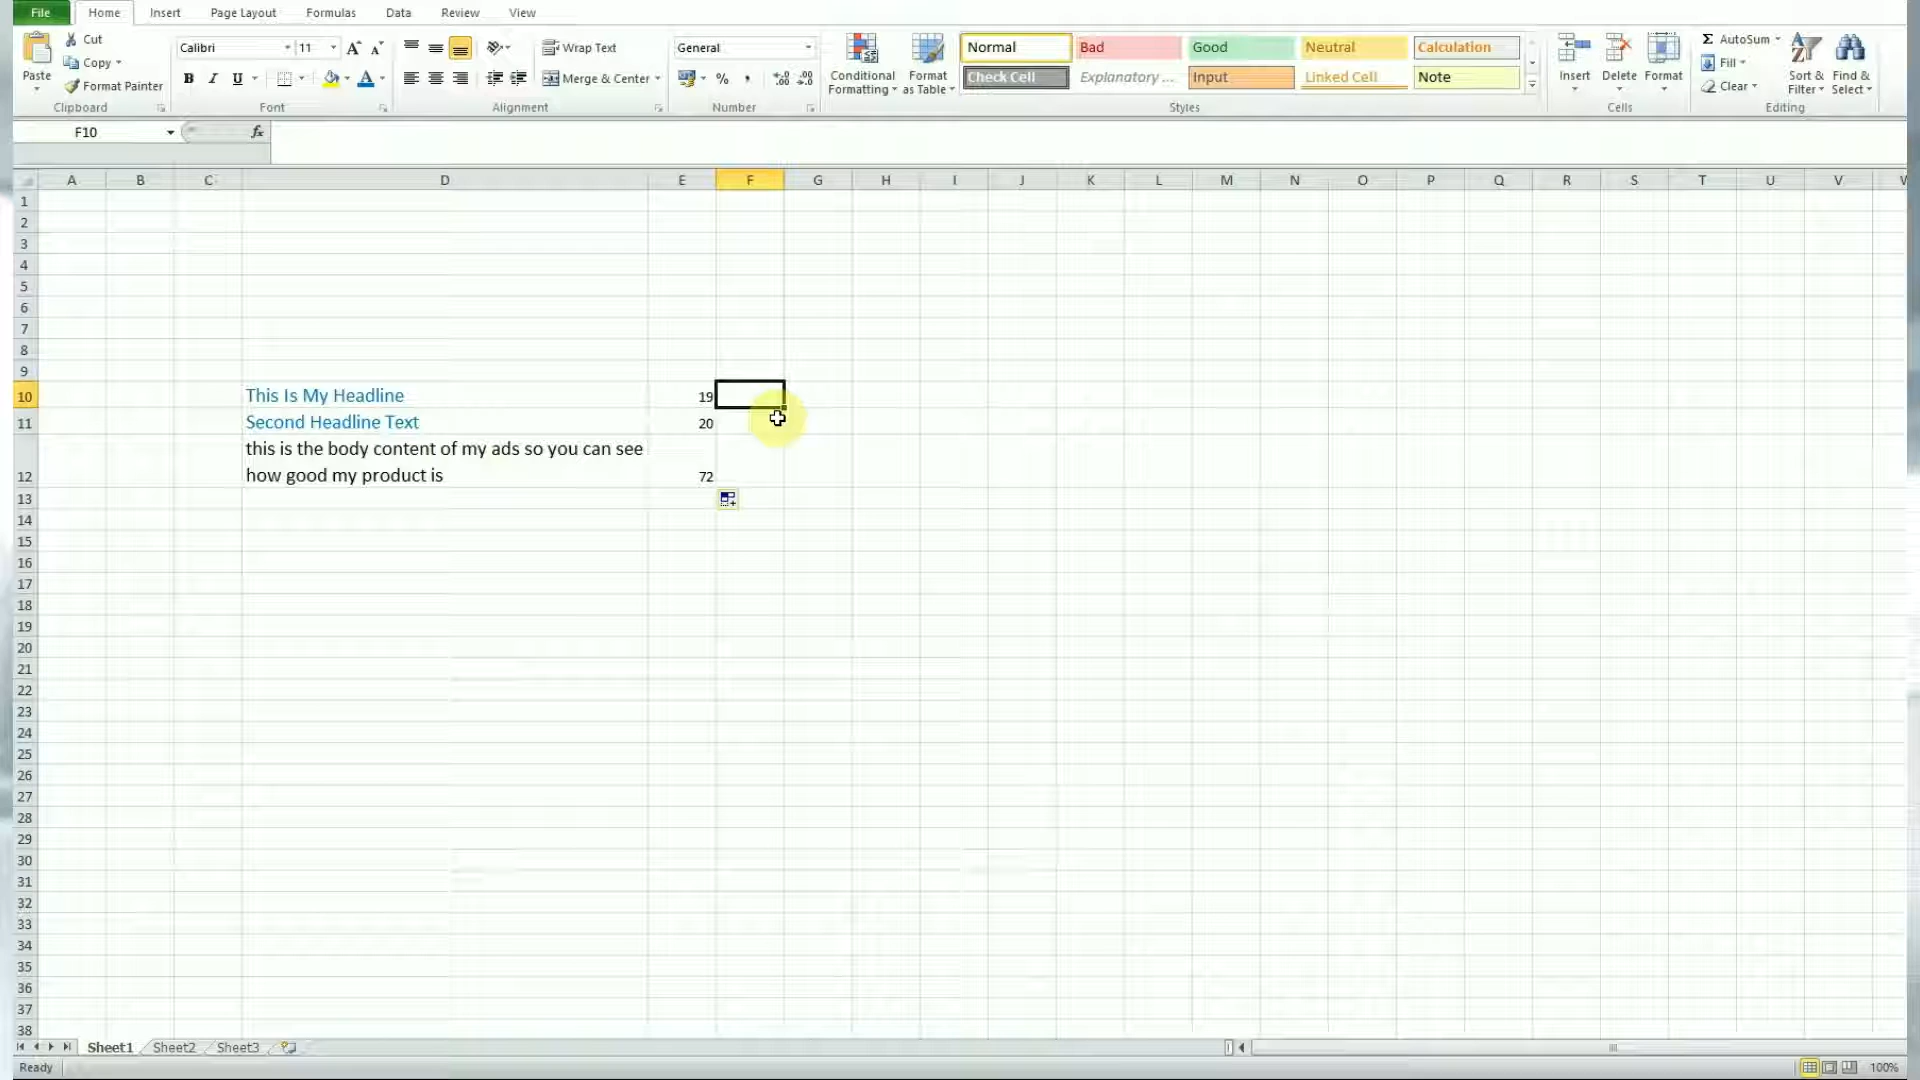 File Home Insert Page Layout Formulas Data Review View
Cut
Copy
Format Painter
Paste
Clipboard
Calibri 11 A A
B I U A
Font
Wrap Text
Merge & Center
Alignment
General
% , .0 .00 .00 .0
Number
Conditional Formatting
Format as Table
Normal Bad Good Neutral Calculation
Check Cell Explanatory ... Input Linked Cell Note
Styles
Insert Delete Format
Cells
Σ AutoSum
Fill
Clear
Sort & Filter
Find & Select
Editing
F10 fx
A B C D E F G H I J K L M N O P Q R S T U V W
1
2
3
4
5
6
7
8
9
10 This Is My Headline 19
11 Second Headline Text 20
this is the body content of my ads so you can see
12 how good my product is 72
13
14
15
16
17
18
19
20
21
22
23
24
25
26
27
28
29
30
31
32
33
34
35
36
37
38
Sheet1 Sheet2 Sheet3
Ready 100%